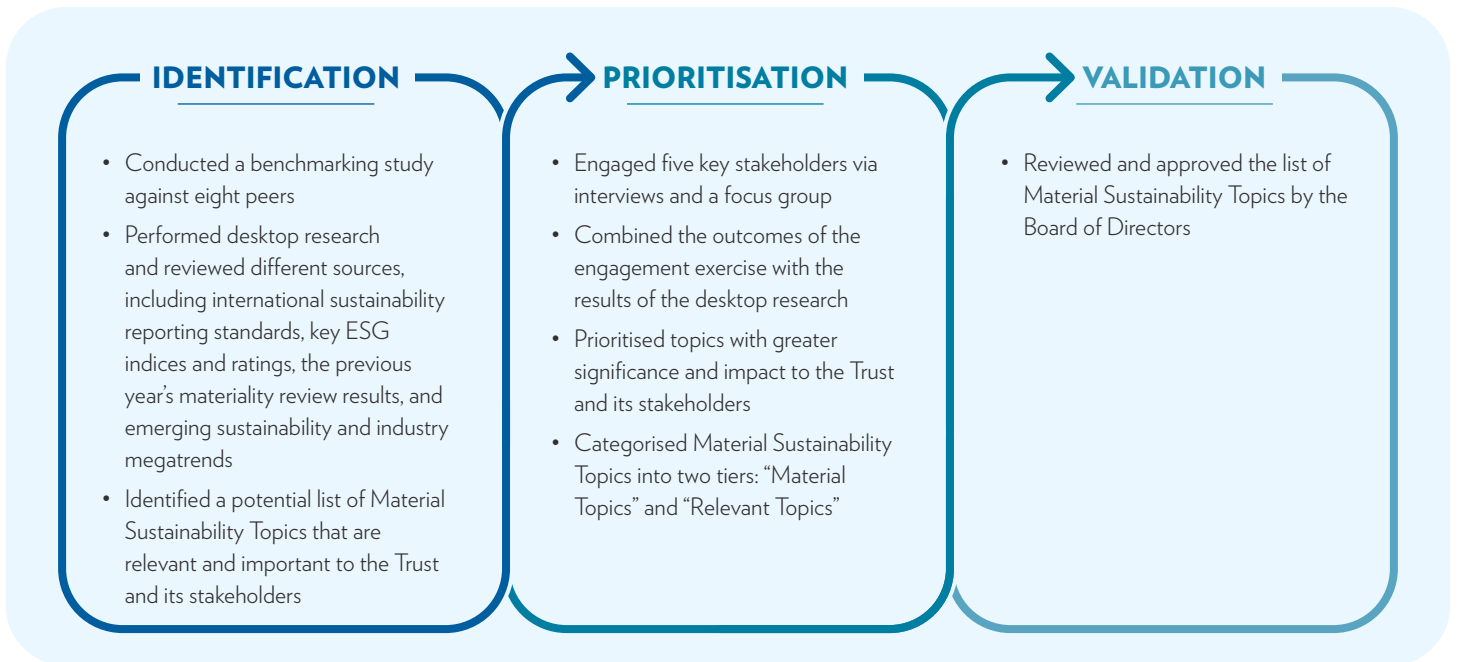 IDENTIFICATION
• Conducted a benchmarking study
against eight peers
• Performed desktop research
and reviewed different sources,
including international sustainability
reporting standards, key ESG
indices and ratings, the previous
year’s materiality review results, and
emerging sustainability and industry
megatrends
• Identified a potential list of Material
Sustainability Topics that are
relevant and important to the Trust
and its stakeholders
PRIORITISATION
• Engaged five key stakeholders via
interviews and a focus group
• Combined the outcomes of the
engagement exercise with the
results of the desktop research
• Prioritised topics with greater
significance and impact to the Trust
and its stakeholders
• Categorised Material Sustainability
Topics into two tiers: “Material
Topics” and “Relevant Topics”
VALIDATION
• Reviewed and approved the list of
Material Sustainability Topics by the
Board of Directors